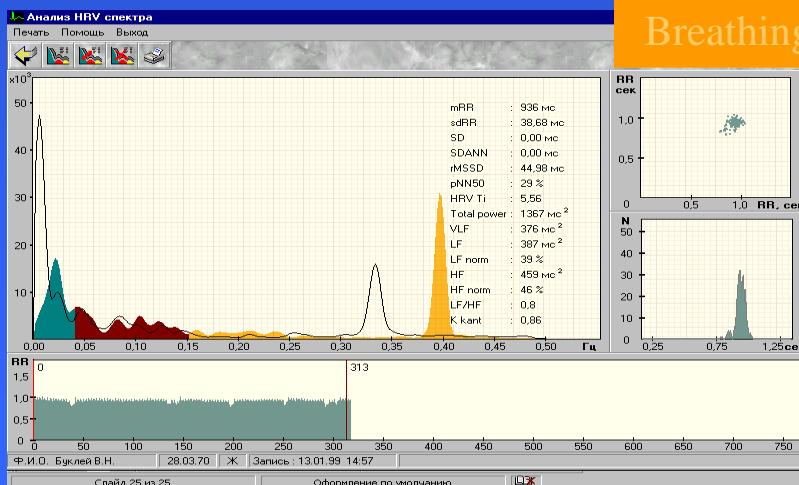 Анализ HRV спектра
Breathing
Печать Помощь Выход
x10³
50
40
30
20
10
0,00 0,05 0,10 0,15 0,20 0,25 0,30 0,35 0,40 0,45 0,50 Гц
mRR : 936 мс
sdRR : 38,68 мс
SD : 0,00 мс
SDANN : 0,00 мс
rMSSD : 44,98 мс
pNN50 : 29 %
HRV Ti : 5,56
Total power : 1367 мс²
VLF : 376 мс²
LF : 387 мс²
LF norm : 39 %
HF : 459 мс²
HF norm : 46 %
LF/HF : 0,8
K kant : 0,86
RR
сек
1,0
0,5
0 0,5 1,0 RR, сек
N
50
40
30
20
10
0
0,25 0,75 1,25 се
RR
1,5
1,0
0,5
0
0 313
0 50 100 150 200 250 300 350 400 450 500 550 600 650 700 750
Ф.И.О. Буклей В.Н. 28.03.70 Ж Запись : 13.01.99 14:57
Слайд 25 из 25 Оформление по умолчанию